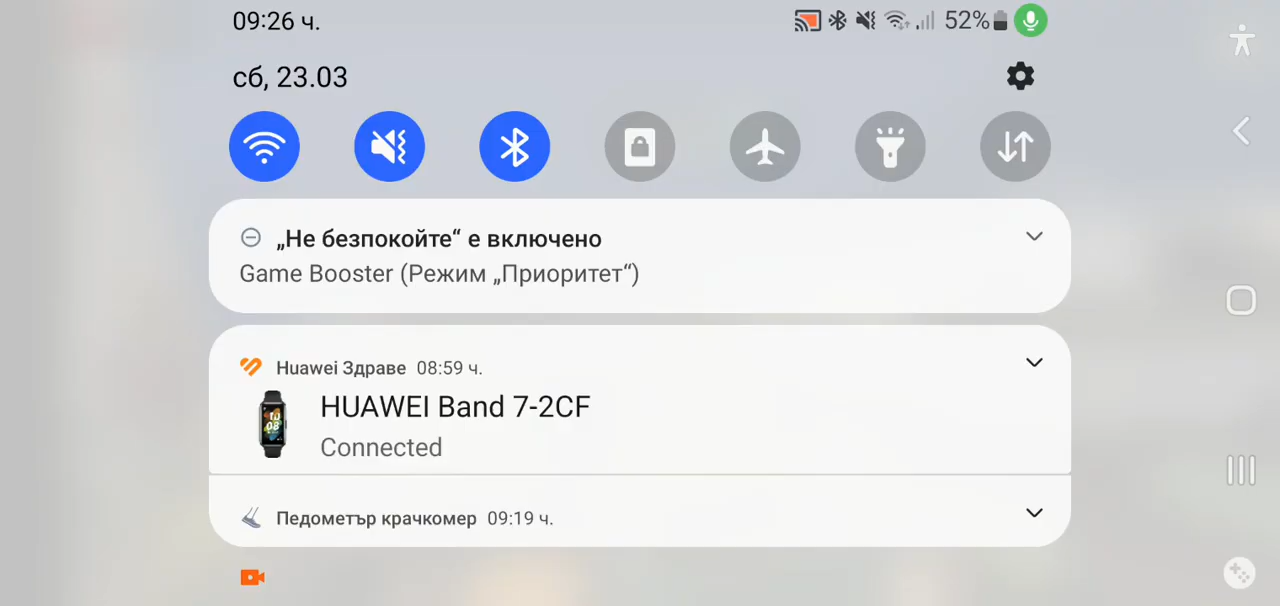 09:26 ч.
52%
сб, 23.03
„Не безпокойте“ е включено
Game Booster (Режим „Приоритет“)
Huawei Здраве 08:59 ч.
HUAWEI Band 7-2CF
Connected
Педометър крачкомер 09:19 ч.